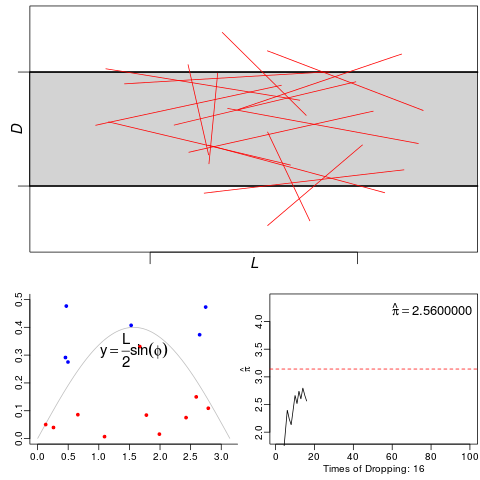 D
L
0.0 0.1 0.2 0.3 0.4 0.5
0.0 0.5 1.0 1.5 2.0 2.5 3.0
y = L/2 sin(ϕ)
π̂ = 2.5600000
π̂
2.0 2.5 3.0 3.5 4.0
0 20 40 60 80 100
Times of Dropping: 16